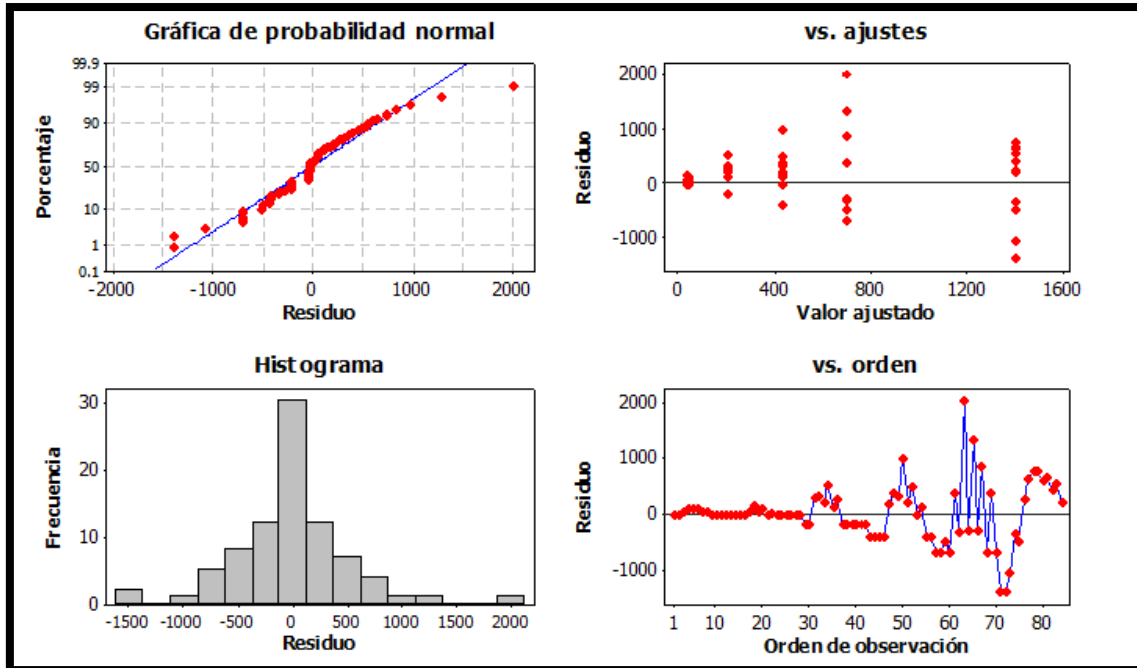 Gráfica de probabilidad normal
Porcentaje
99.9
99
90
50
10
1
0.1
-2000 -1000 0 1000 2000
Residuo
vs. ajustes
Residuo
2000
1000
0
-1000
0 400 800 1200 1600
Valor ajustado
Histograma
Frecuencia
30
20
10
0
-1500 -1000 -500 0 500 1000 1500 2000
Residuo
vs. orden
Residuo
2000
1000
0
-1000
1 10 20 30 40 50 60 70 80
Orden de observación